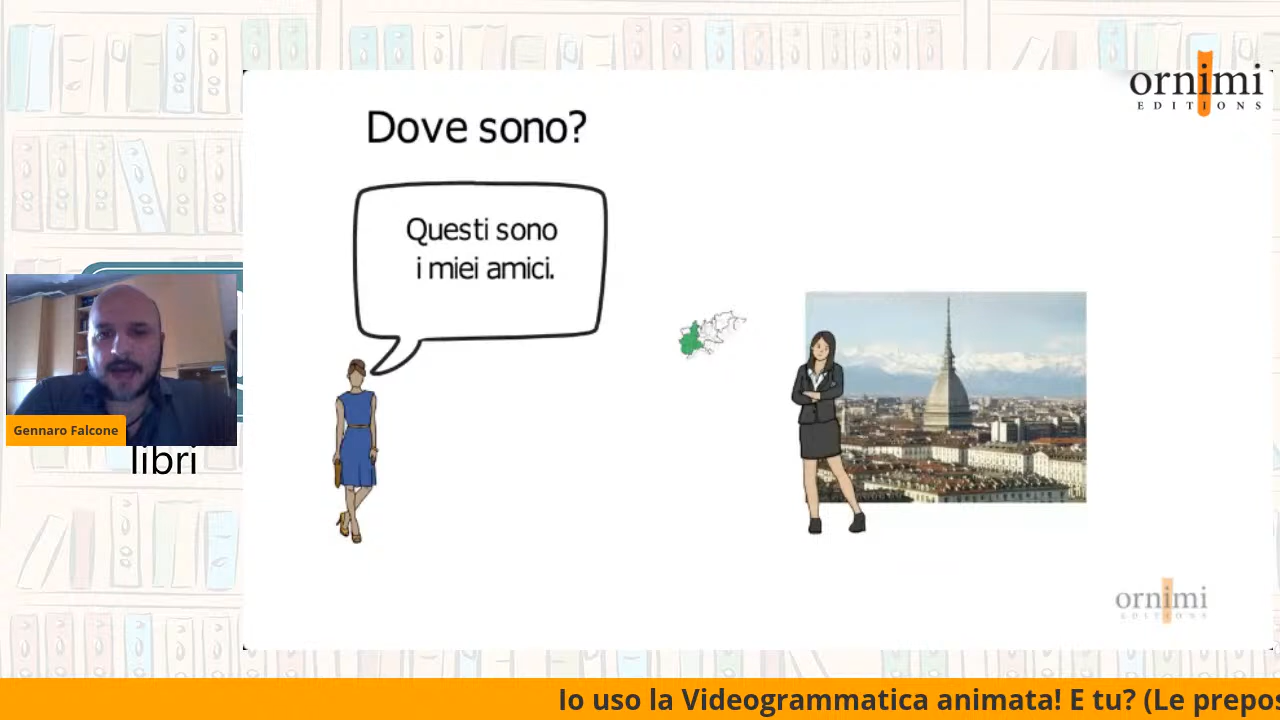 ornimi
EDITIONS
Dove sono?
Questi sono
i miei amici.
Gennaro Falcone
libri
ornimi
EDITIONS
Io uso la Videogrammatica animata! E tu? (Le prepos